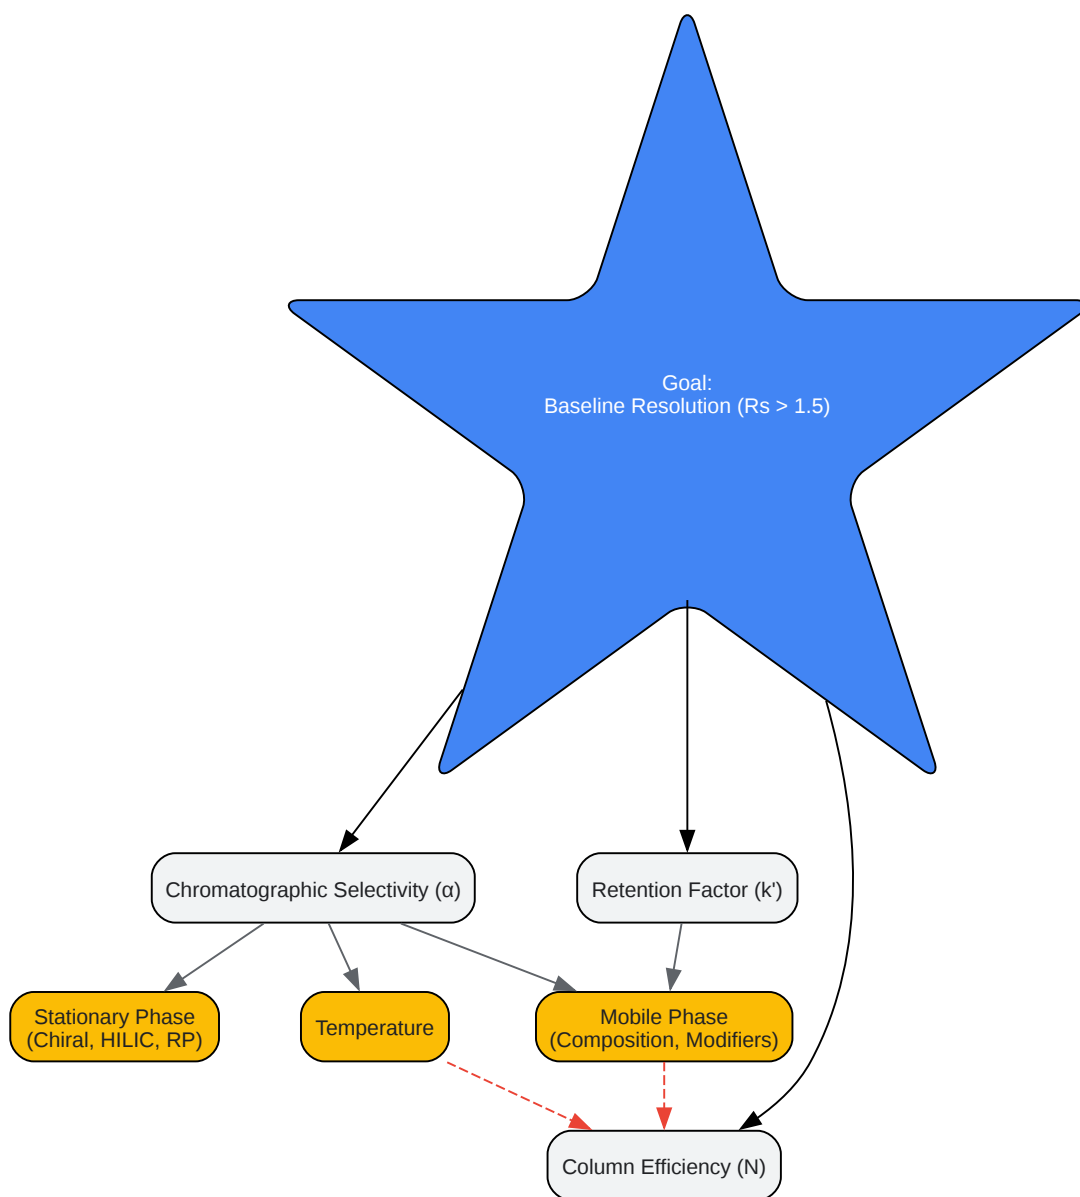 Goal:
Baseline Resolution (Rs > 1.5)
Chromatographic Selectivity (α)
Retention Factor (k')
Stationary Phase
(Chiral, HILIC, RP)
Temperature
Mobile Phase
(Composition, Modifiers)
Column Efficiency (N)